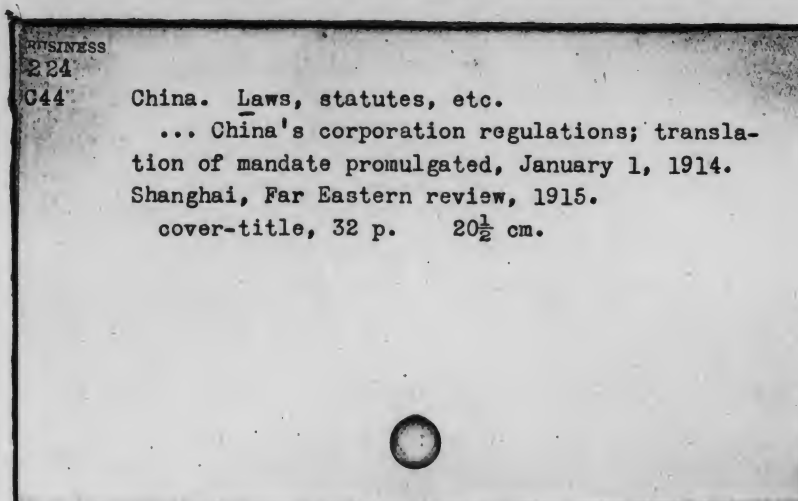 BUSINESS
224
C44 China. Laws, statutes, etc.
... China's corporation regulations; transla-
tion of mandate promulgated, January 1, 1914.
Shanghai, Far Eastern review, 1915.
cover-title, 32 p. 20½ cm.